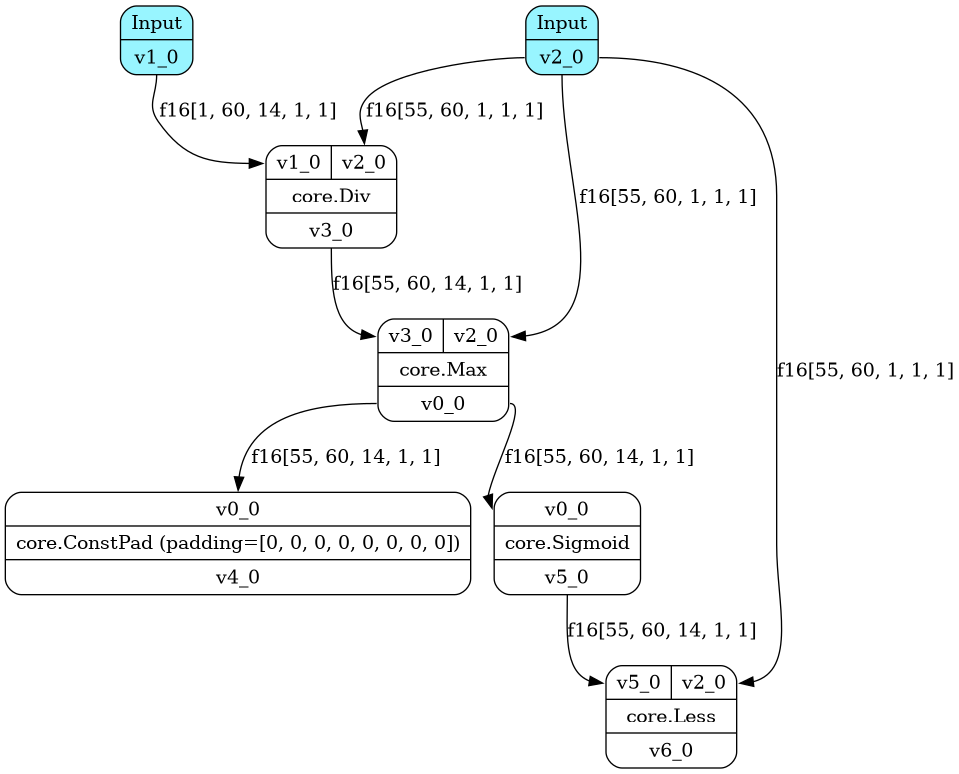 Input
v1_0
Input
v2_0
f16[1, 60, 14, 1, 1]
f16[55, 60, 1, 1, 1]
v1_0
v2_0
core.Div
v3_0
f16[55, 60, 1, 1, 1]
f16[55, 60, 14, 1, 1]
v3_0
v2_0
core.Max
v0_0
f16[55, 60, 1, 1, 1]
f16[55, 60, 14, 1, 1]
f16[55, 60, 14, 1, 1]
v0_0
core.ConstPad (padding=[0, 0, 0, 0, 0, 0, 0, 0])
v4_0
v0_0
core.Sigmoid
v5_0
f16[55, 60, 14, 1, 1]
v5_0
v2_0
core.Less
v6_0